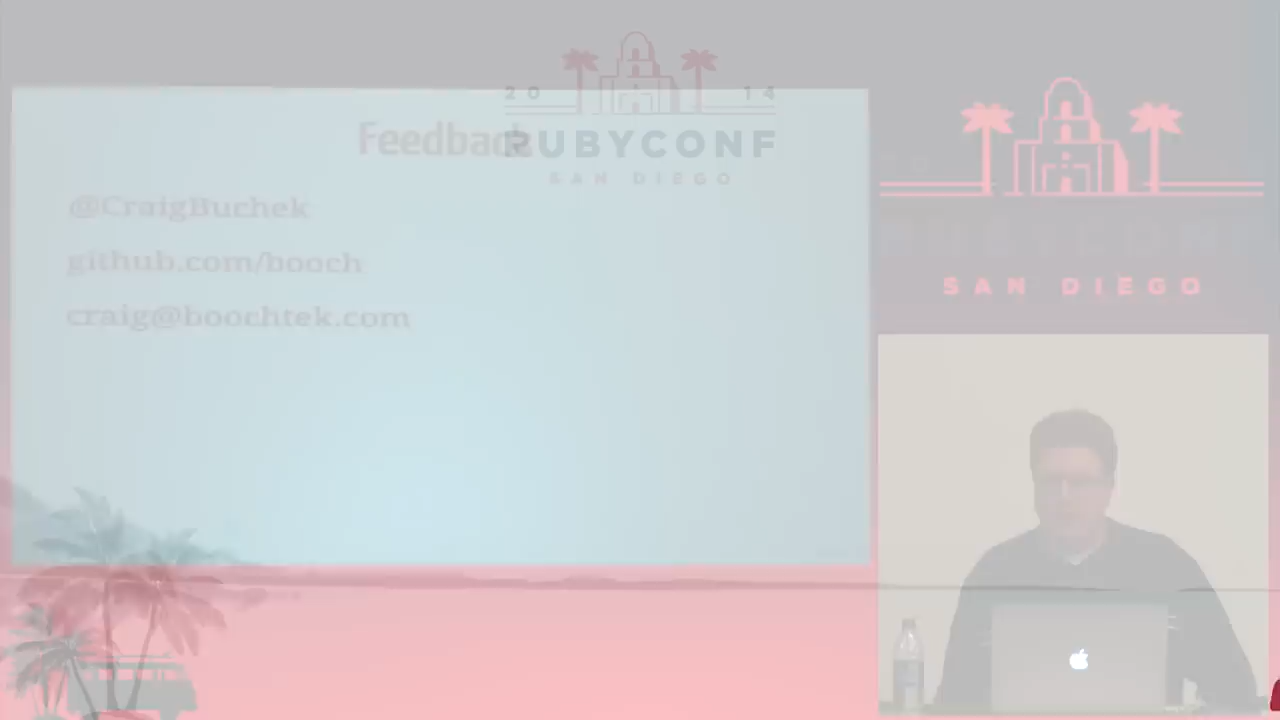 20 14
RUBYCONF
SAN DIEGO
Feedback
@CraigBuchek
github.com/booch
craig@boochtek.com
SAN DIEGO